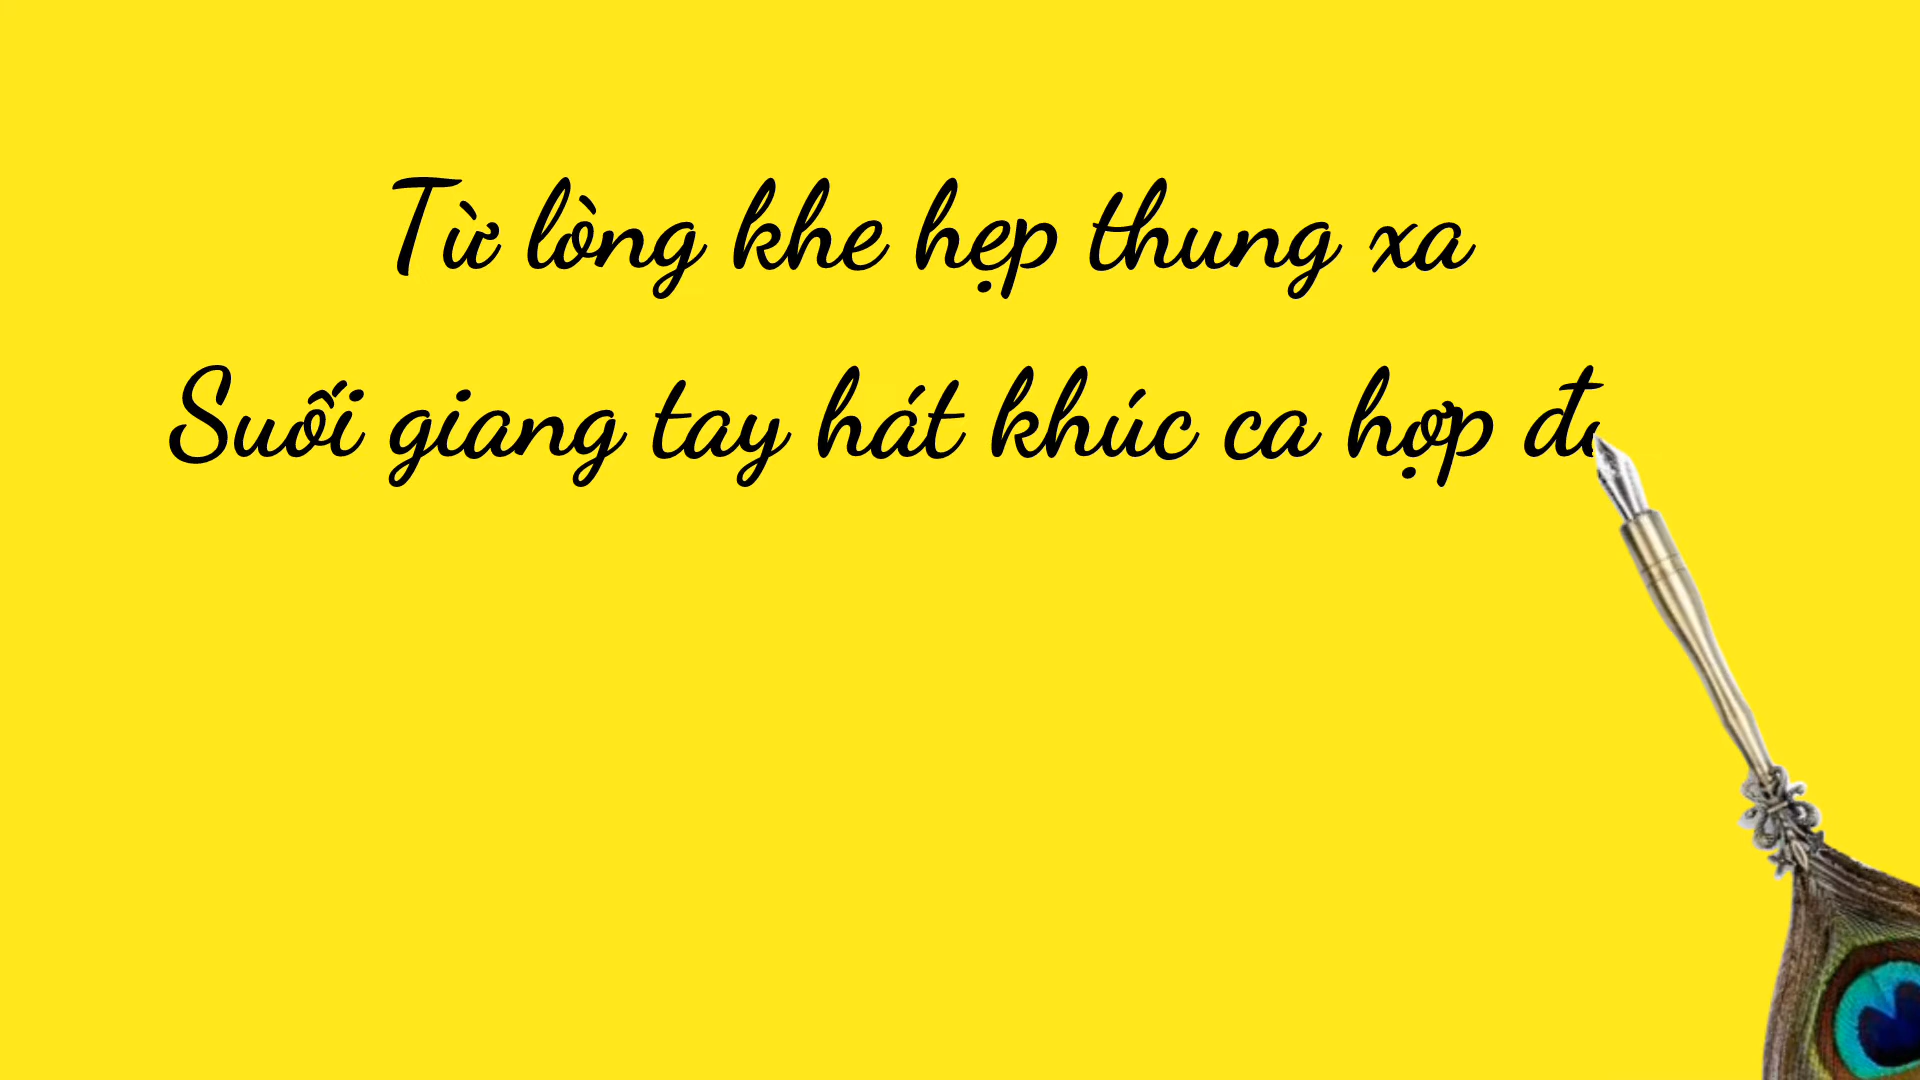 Từ lòng khe hẹp thung xa
Suối giang tay hát khúc ca hợp